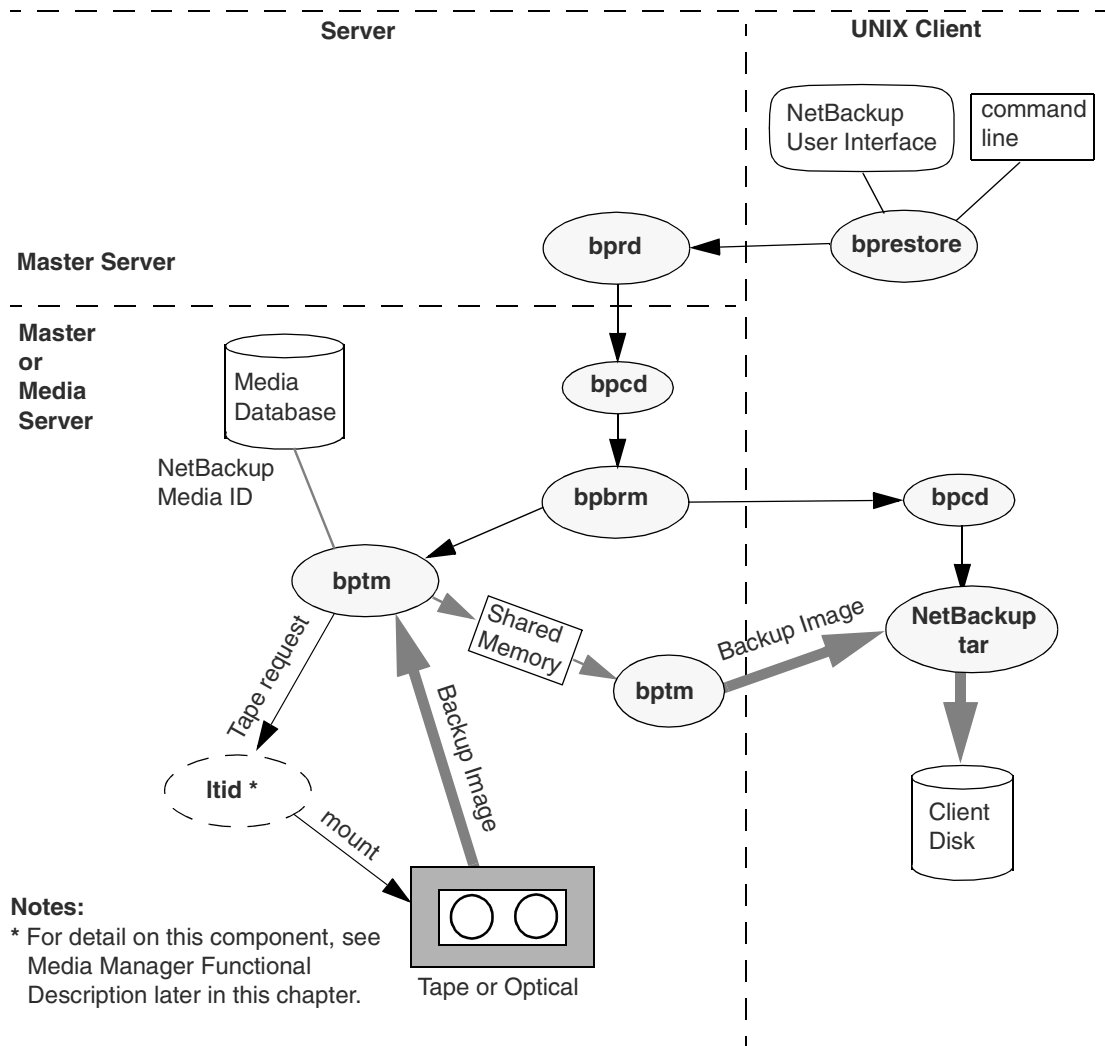 Server
UNIX Client
NetBackup
User Interface
command
line
bprd
bprestore
Master Server
Master
or
Media
Server
Media
Database
bpcd
NetBackup
Media ID
bpbrm
bpcd
bptm
Shared
Memory
Backup Image
NetBackup
tar
bptm
Tape request
Backup Image
ltid *
mount
Client
Disk
Notes:
* For detail on this component, see
Media Manager Functional
Description later in this chapter.
Tape or Optical